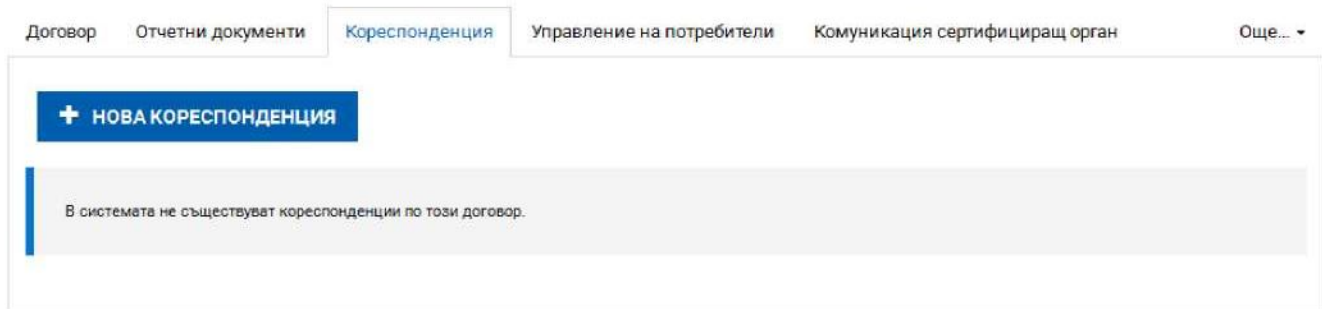 Договор Отчетни документи Кореспонденция Управление на потребители Комуникация сертифициращ орган Още...
+ НОВА КОРЕСПОНДЕНЦИЯ
В системата не съществуват кореспонденции по този договор.